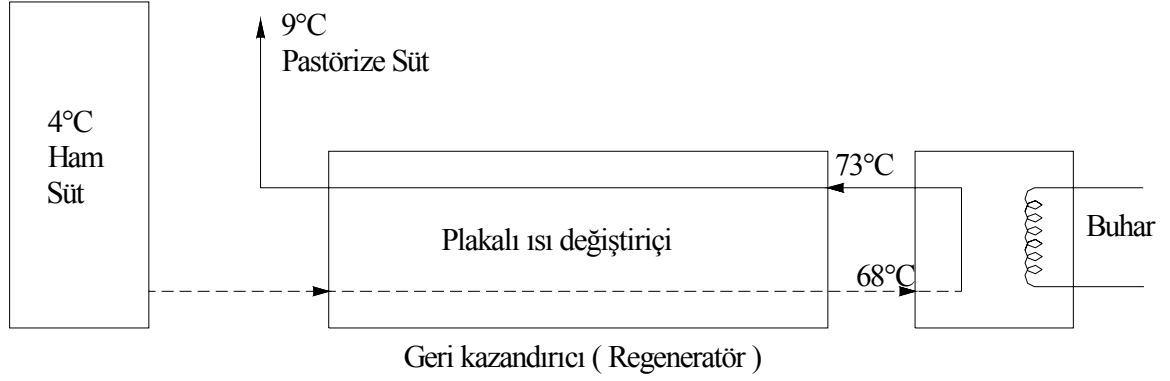 9°C
Pastörize Süt
4°C
Ham
Süt
73°C
Plakalı ısı değiştiriçi
Buhar
68°C
Geri kazandırıcı ( Regeneratör )